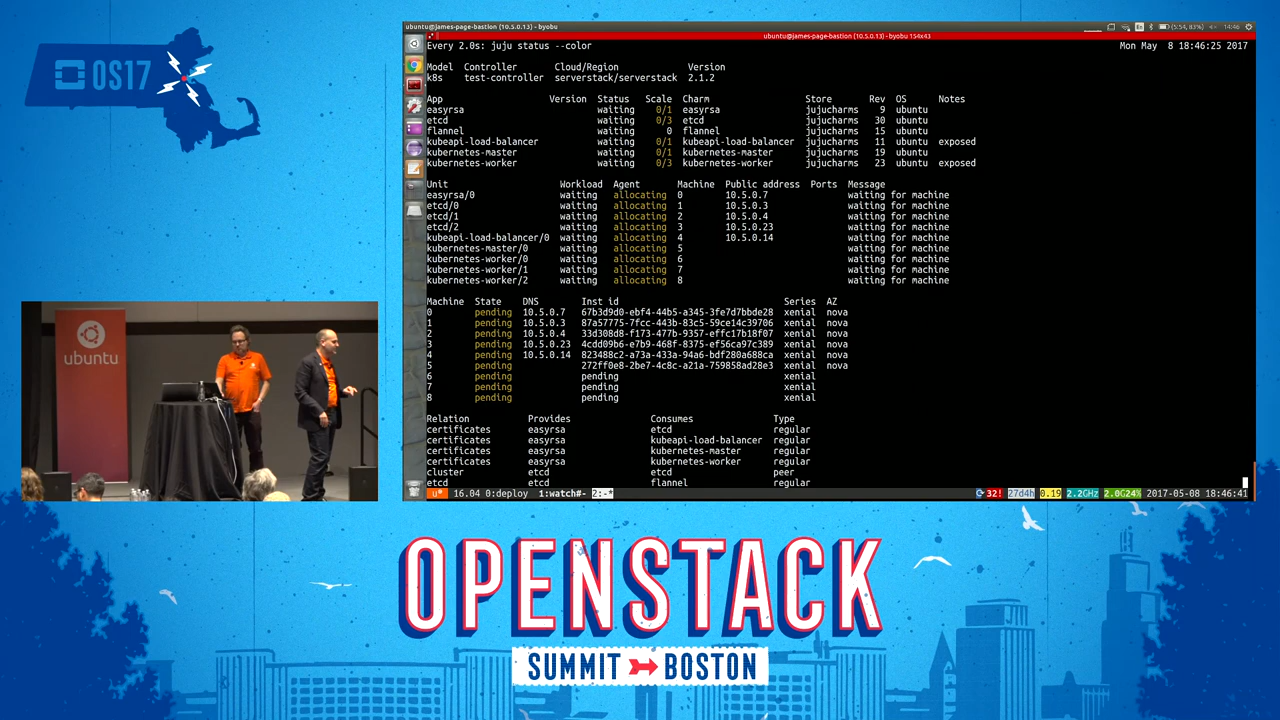 OS17
ubuntu@james-page-bastion (10.5.0.13) - byobu
ubuntu@james-page-bastion (10.5.0.13) - byobu 154x43
(5:54, 83%)
14:46
Every 2.0s: juju status --color Mon May 8 18:46:25 2017
Model Controller Cloud/Region Version
k8s test-controller serverstack/serverstack 2.1.2
App Version Status Scale Charm Store Rev OS Notes
easyrsa waiting 0/1 easyrsa jujucharms 9 ubuntu
etcd waiting 0/3 etcd jujucharms 30 ubuntu
flannel waiting 0 flannel jujucharms 15 ubuntu
kubeapi-load-balancer waiting 0/1 kubeapi-load-balancer jujucharms 11 ubuntu exposed
kubernetes-master waiting 0/1 kubernetes-master jujucharms 19 ubuntu
kubernetes-worker waiting 0/3 kubernetes-worker jujucharms 23 ubuntu exposed
Unit Workload Agent Machine Public address Ports Message
easyrsa/0 waiting allocating 0 10.5.0.7 waiting for machine
etcd/0 waiting allocating 1 10.5.0.3 waiting for machine
etcd/1 waiting allocating 2 10.5.0.4 waiting for machine
etcd/2 waiting allocating 3 10.5.0.23 waiting for machine
kubeapi-load-balancer/0 waiting allocating 4 10.5.0.14 waiting for machine
kubernetes-master/0 waiting allocating 5 waiting for machine
kubernetes-worker/0 waiting allocating 6 waiting for machine
kubernetes-worker/1 waiting allocating 7 waiting for machine
kubernetes-worker/2 waiting allocating 8 waiting for machine
Machine State DNS Inst id Series AZ
0 pending 10.5.0.7 67b3d9d0-ebf4-44b5-a345-3fe7d7bbde28 xenial nova
1 pending 10.5.0.3 87a57775-fcc-443b-83c5-59ce14c39706 xenial nova
2 pending 10.5.0.4 33d308d8-f173-477b-9357-effc17b18f07 xenial nova
3 pending 10.5.0.23 4cdd09b6-e7b9-468f-8375-ef56ca97c389 xenial nova
4 pending 10.5.0.14 823488c2-a73a-433a-94a6-bdf280a688ca xenial nova
5 pending 272ff0e8-2be7-4c8c-a21a-759858ad28e3 xenial nova
6 pending pending xenial
7 pending pending xenial
8 pending pending xenial
Relation Provides Consumes Type
certificates easyrsa etcd regular
certificates easyrsa kubeapi-load-balancer regular
certificates easyrsa kubernetes-master regular
certificates easyrsa kubernetes-worker regular
cluster etcd etcd peer
etcd etcd flannel regular
u* 16.04 0:deploy 1:watch#- 2:-* 32! 27d4h 0.19 2.2GHz 2.0G24% 2017-05-08 18:46:41
ubuntu
OPENSTACK
SUMMIT BOSTON